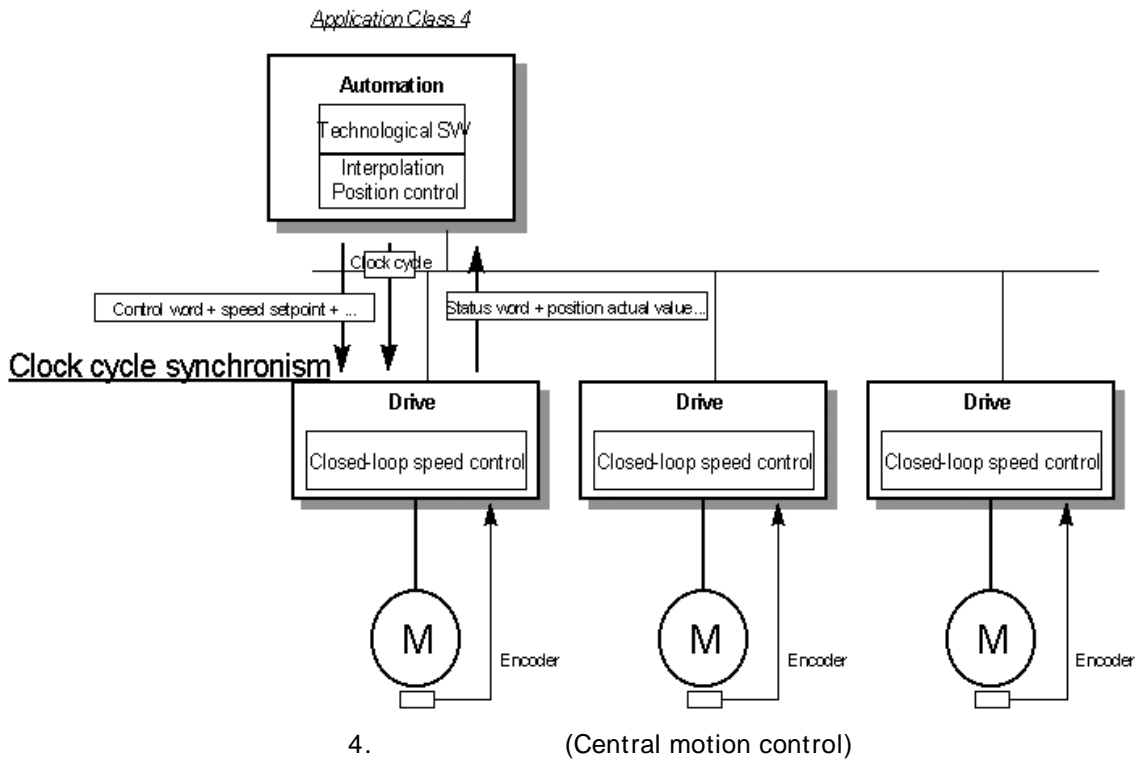 Application Class 4
Automation
Technological SW
Interpolation
Position control
Clock cycle
Control word + speed setpoint + ...
Status word + position actual value...
Clock cycle synchronism
Drive
Drive
Drive
Closed-loop speed control
Closed-loop speed control
Closed-loop speed control
M
M
M
Encoder
Encoder
Encoder
4. (Central motion control)